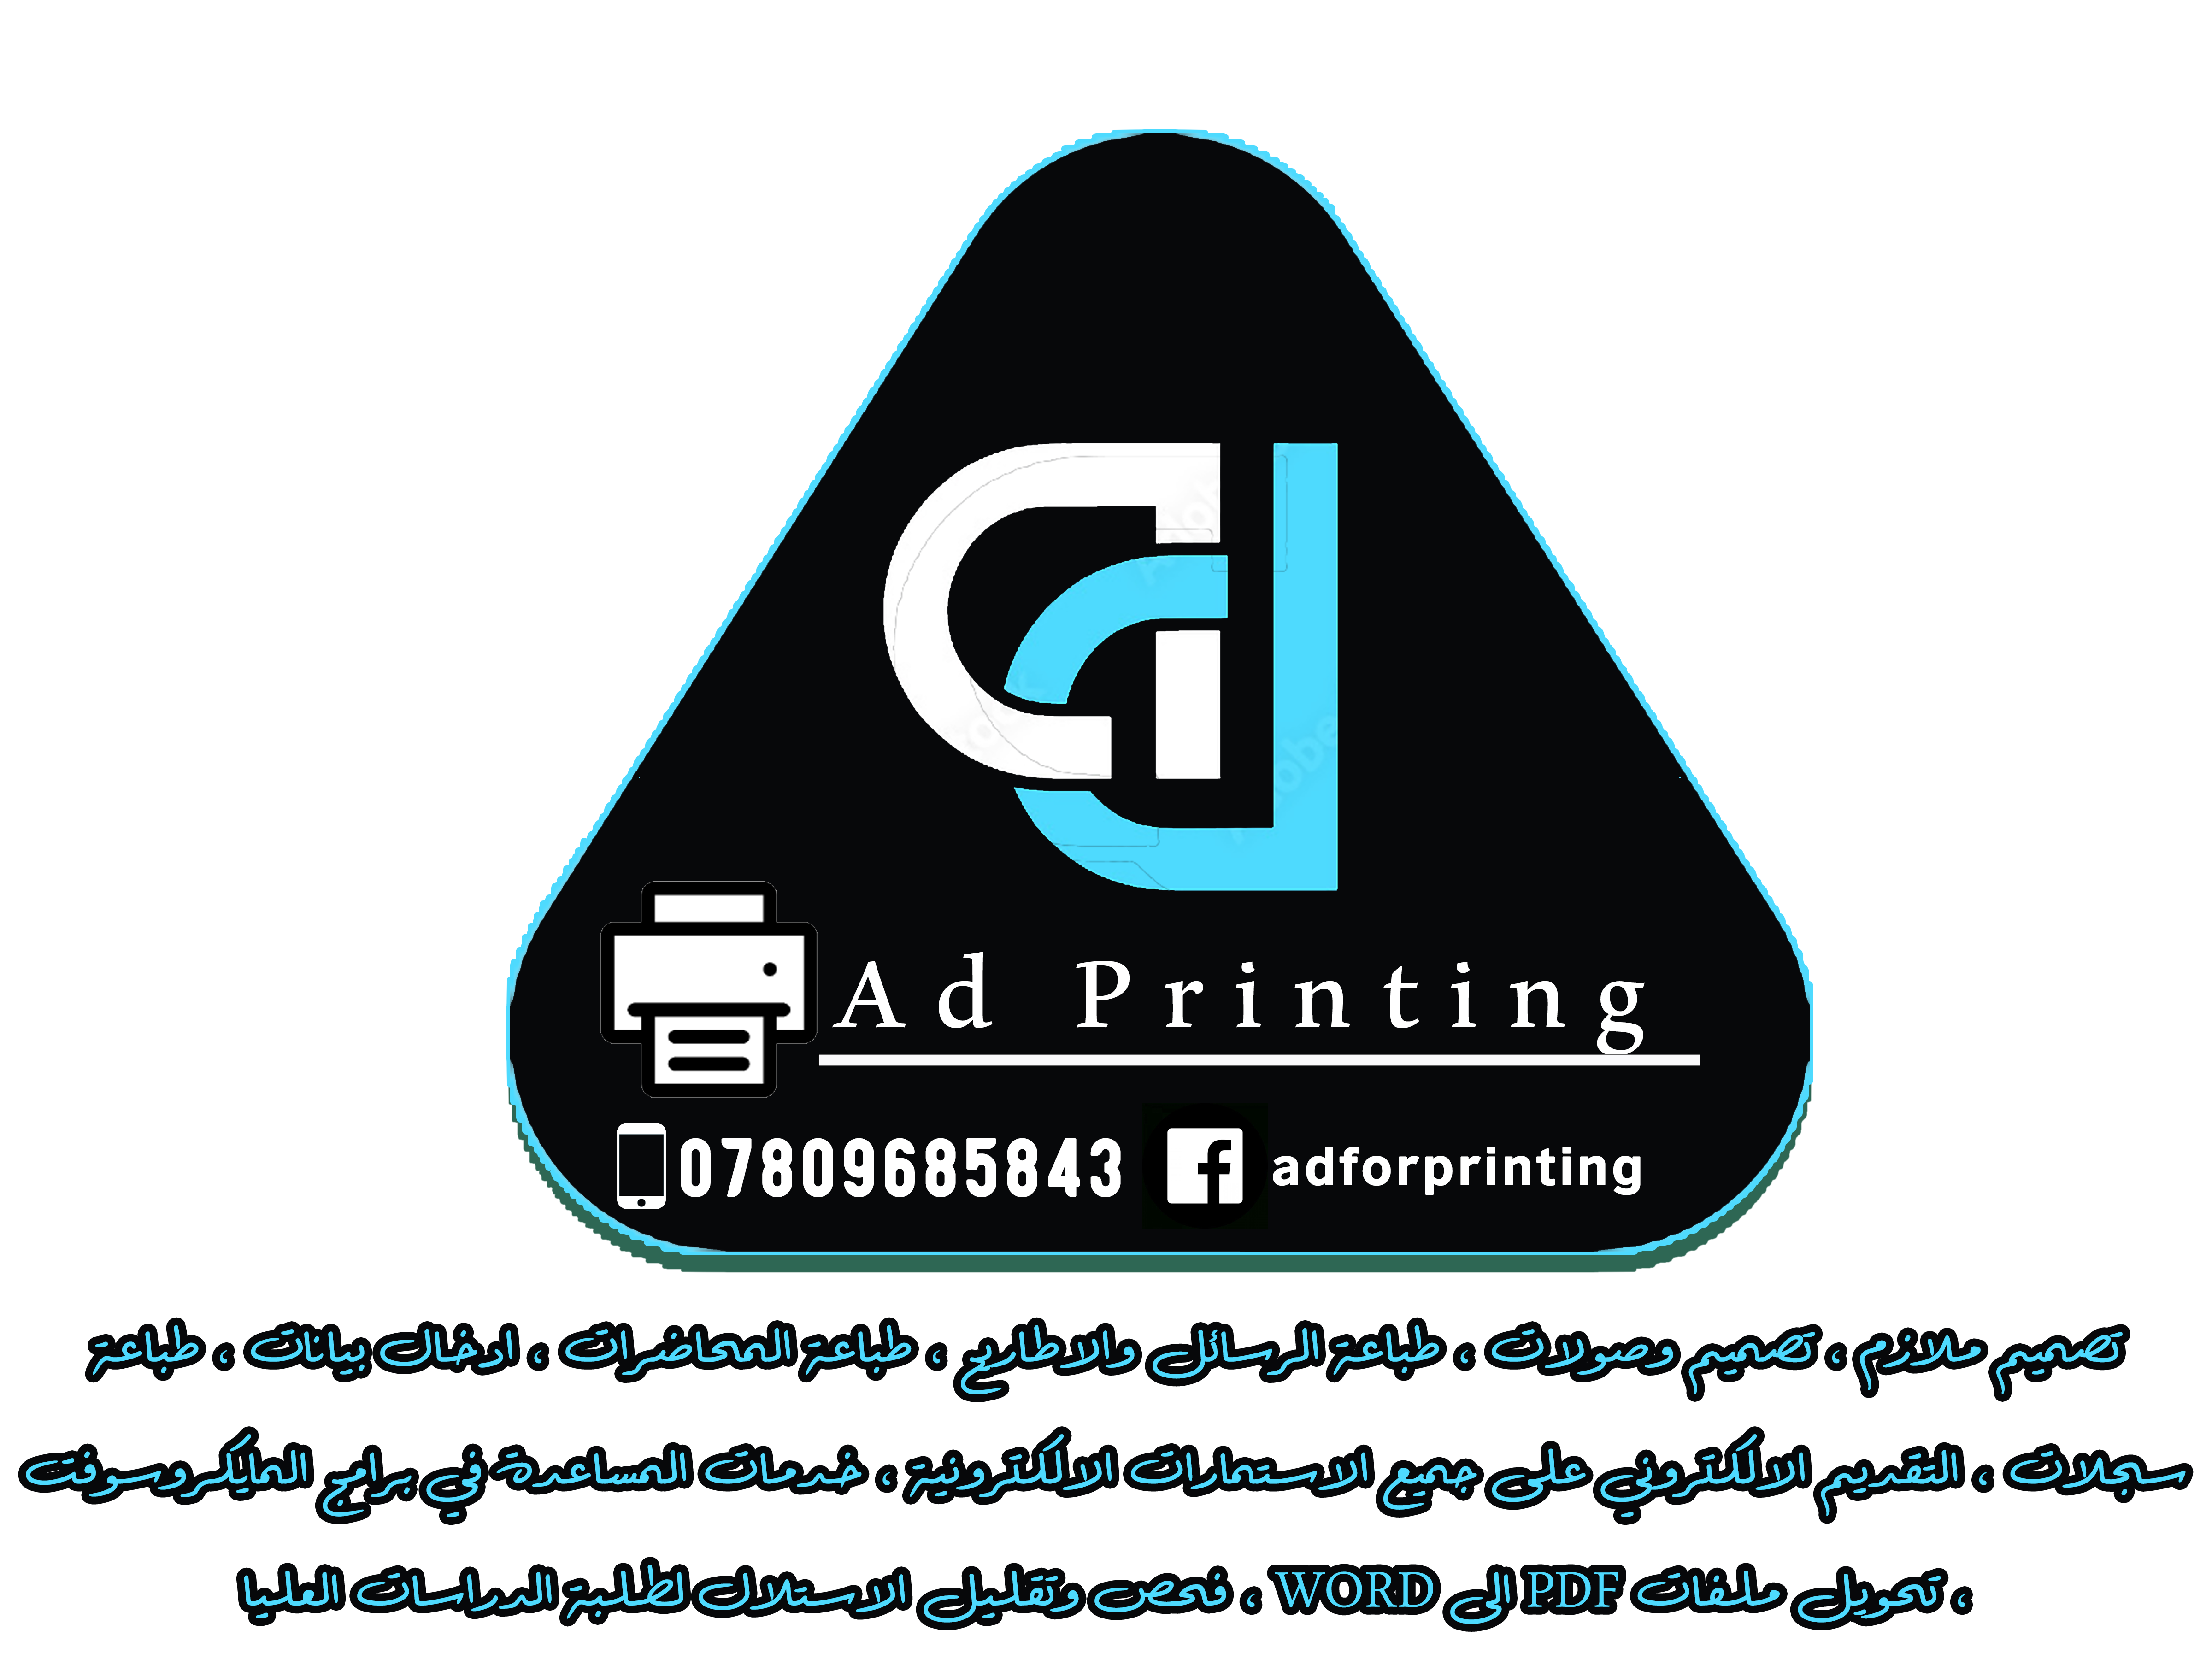 Ad Printing
07809685843 adforprinting
تصميم ملازم ، تصميم وصولات ، طباعة الرسائل والاطاريح ، طباعة المحاضرات ، ادخال بيانات ، طباعة
سجلات ، التقديم الالكتروني على جميع الاستمارات الالكترونية ، خدمات المساعدة في برامج المايكروسوفت
، تحويل ملفات PDF الى WORD ، فحص وتقليل الاستلال لطلبة الدراسات العليا